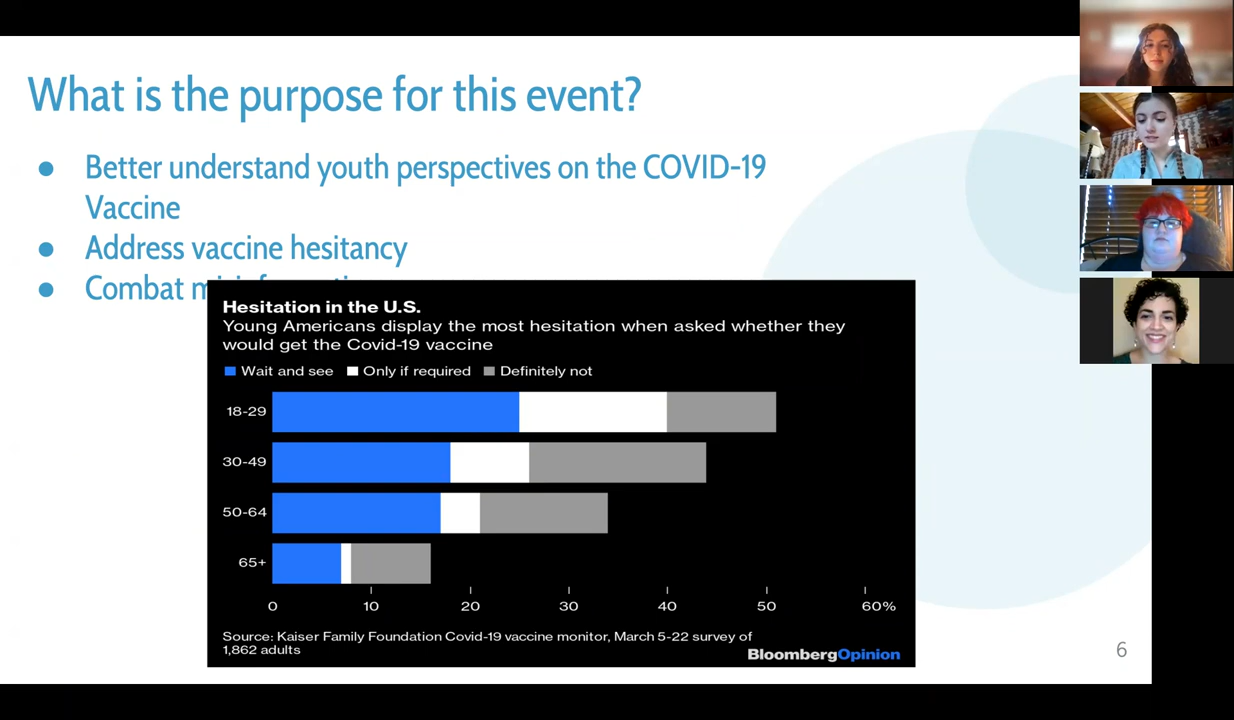 What is the purpose for this event?
● Better understand youth perspectives on the COVID-19
Vaccine
● Address vaccine hesitancy
● Combat
Hesitation in the U.S.
Young Americans display the most hesitation when asked whether they
would get the Covid-19 vaccine
Wait and see Only if required Definitely not
18-29
30-49
50-64
65+
0 10 20 30 40 50 60%
Source: Kaiser Family Foundation Covid-19 vaccine monitor, March 5-22 survey of
1,862 adults
BloombergOpinion
6